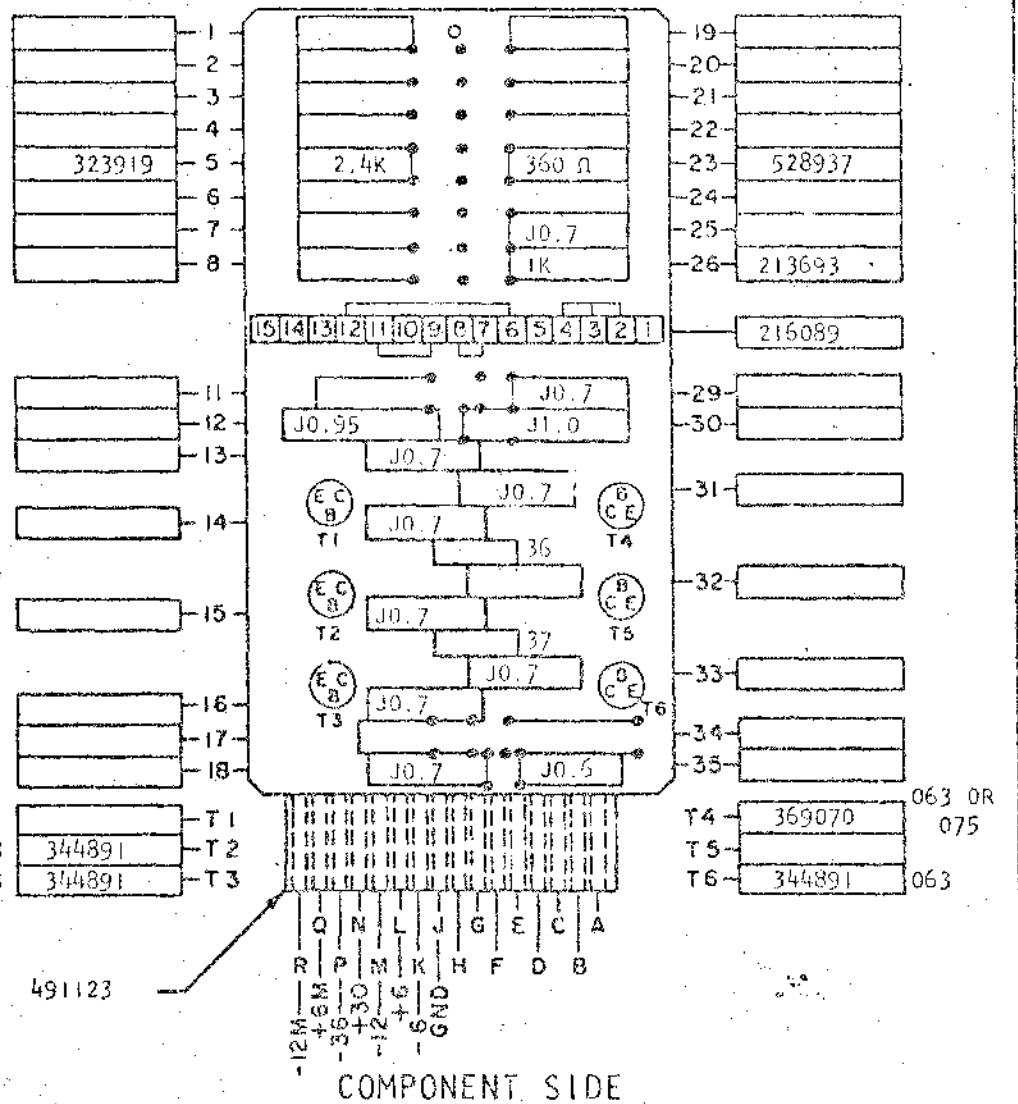 1 O 19
2 20
3 21
4 22
323919 5 2.4K 360 Ω 23 528937
6 24
7 J0.7 25
8 1K 26 213693
15 14 13 12 11 10 9 8 7 6 5 4 3 2 1 216089
11 J0.7 29
12 J0.95 J1.0 30
13 J0.7
J0.7 31
E C B B C E
14 J0.7
T1 T4
36
32
E C B B C E
15 J0.7
T2 T5
37
J0.7 33
E C B B C E
16 J0.7
T3 T6
17 34
18 J0.7 J0.6 35
T1 T4 369070 063 OR 075
344891 T2 T5
344891 T3 T6 344891 063
Q N L J G E C A
R P M K H F D B
491123
-12M +6M -36 +30 -12 +6 -6 GND
COMPONENT SIDE